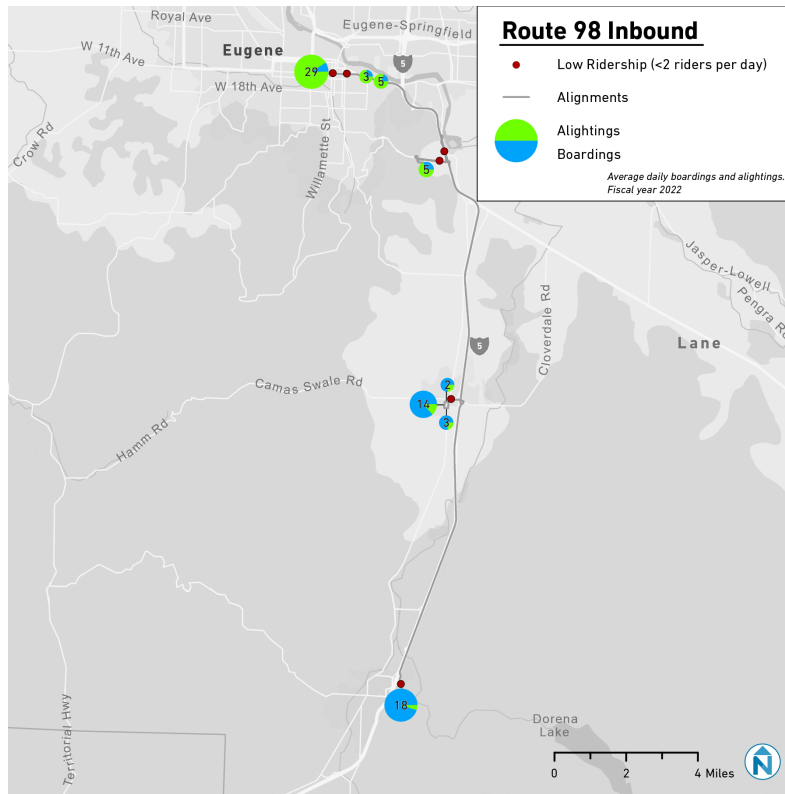 Route 98 Inbound
Low Ridership (<2 riders per day)
Alignments
Alightings
Boardings
Average daily boardings and alightings.
Fiscal year 2022
Royal Ave
Eugene-Springfield
W 11th Ave
Eugene
5
29
3
5
W 18th Ave
Crow Rd
Willamette St
5
Jasper-Lowell
Pengra Rd
Cloverdale Rd
5
Lane
Camas Swale Rd
2
14
3
Hamm Rd
Territorial Hwy
18
Dorena
Lake
0 2 4 Miles
N